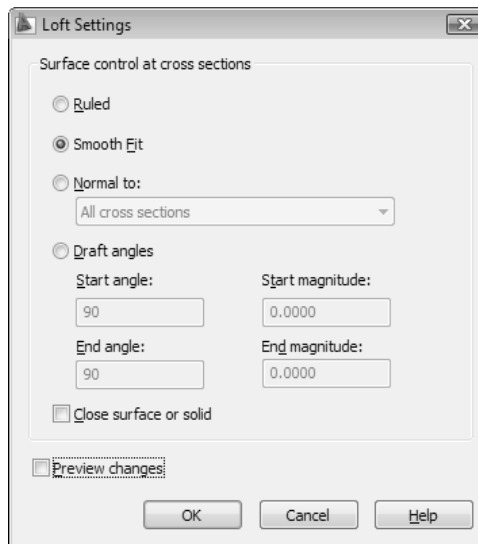 Loft Settings
Surface control at cross sections
Ruled
Smooth Fit
Normal to:
All cross sections
Draft angles
Start angle: Start magnitude:
90 0.0000
End angle: End magnitude:
90 0.0000
Close surface or solid
Preview changes
OK Cancel Help